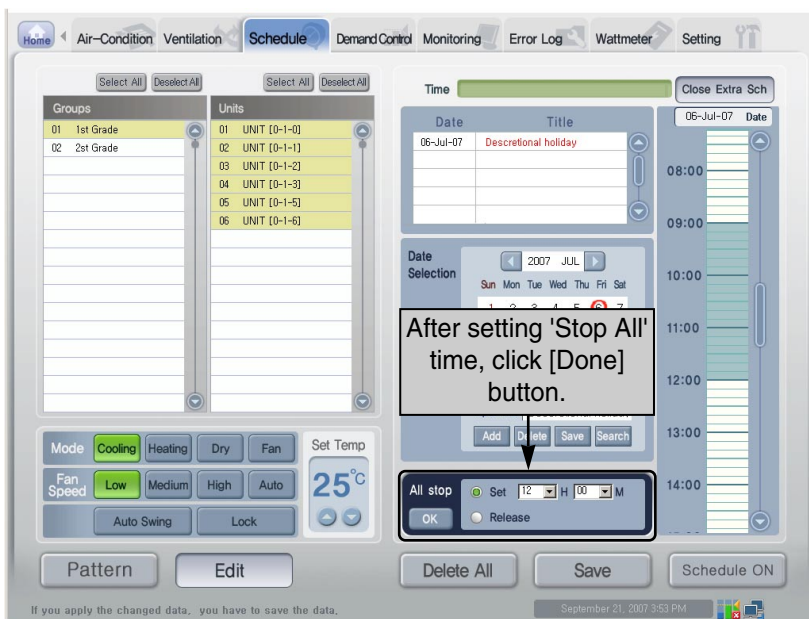 Home Air-Condition Ventilation Schedule Demand Control Monitoring Error Log Wattmeter Setting
Select All Deselect All Select All Deselect All
Groups Units
01 1st Grade
02 2st Grade
01 UNIT [0-1-0]
02 UNIT [0-1-1]
03 UNIT [0-1-2]
04 UNIT [0-1-3]
05 UNIT [0-1-5]
06 UNIT [0-1-6]
Mode Cooling Heating Dry Fan
Fan Speed Low Medium High Auto
Auto Swing Lock
Set Temp
25°C
Time Close Extra Sch
Date Title
06-Jul-07 Descretional holiday
Date Selection
2007 JUL
Sun Mon Tue Wed Thu Fri Sat
1 2 3 4 5 6 7
After setting 'Stop All'
time, click [Done]
button.
Add Delete Save Search
All stop Set 12 H 00 M
OK Release
06-Jul-07 Date
08:00
09:00
10:00
11:00
12:00
13:00
14:00
Pattern Edit Delete All Save Schedule ON
If you apply the changed data, you have to save the data.
September 21, 2007 3:53 PM